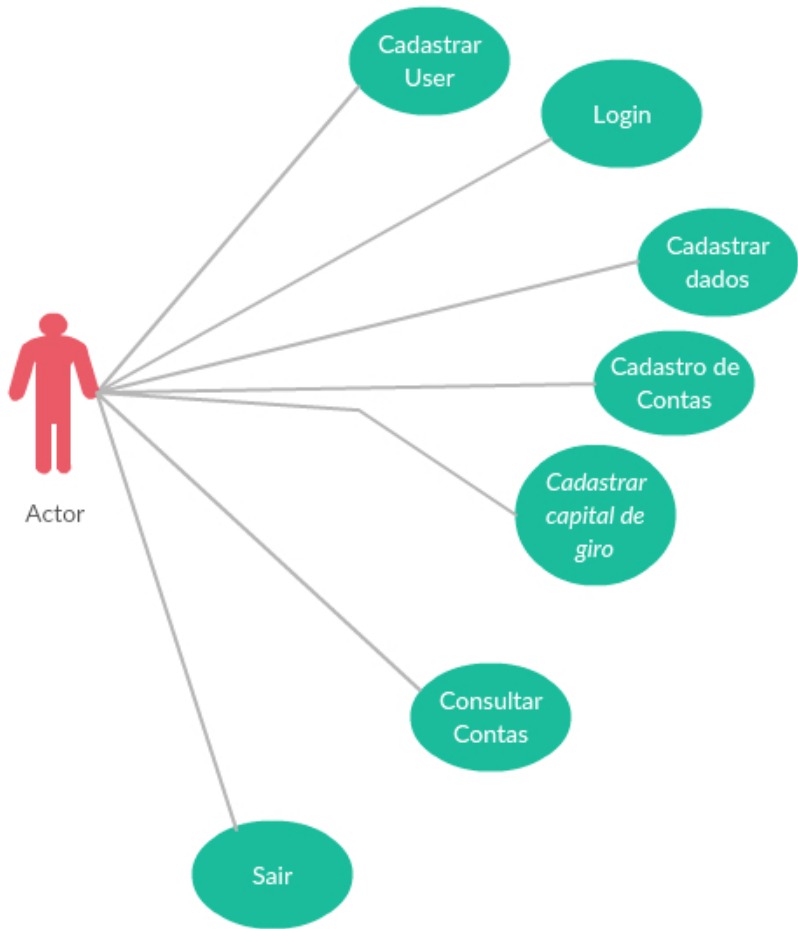 Cadastrar
User
Login
Cadastrar
dados
Cadastro de
Contas
Cadastrar
capital de
giro
Actor
Consultar
Contas
Sair